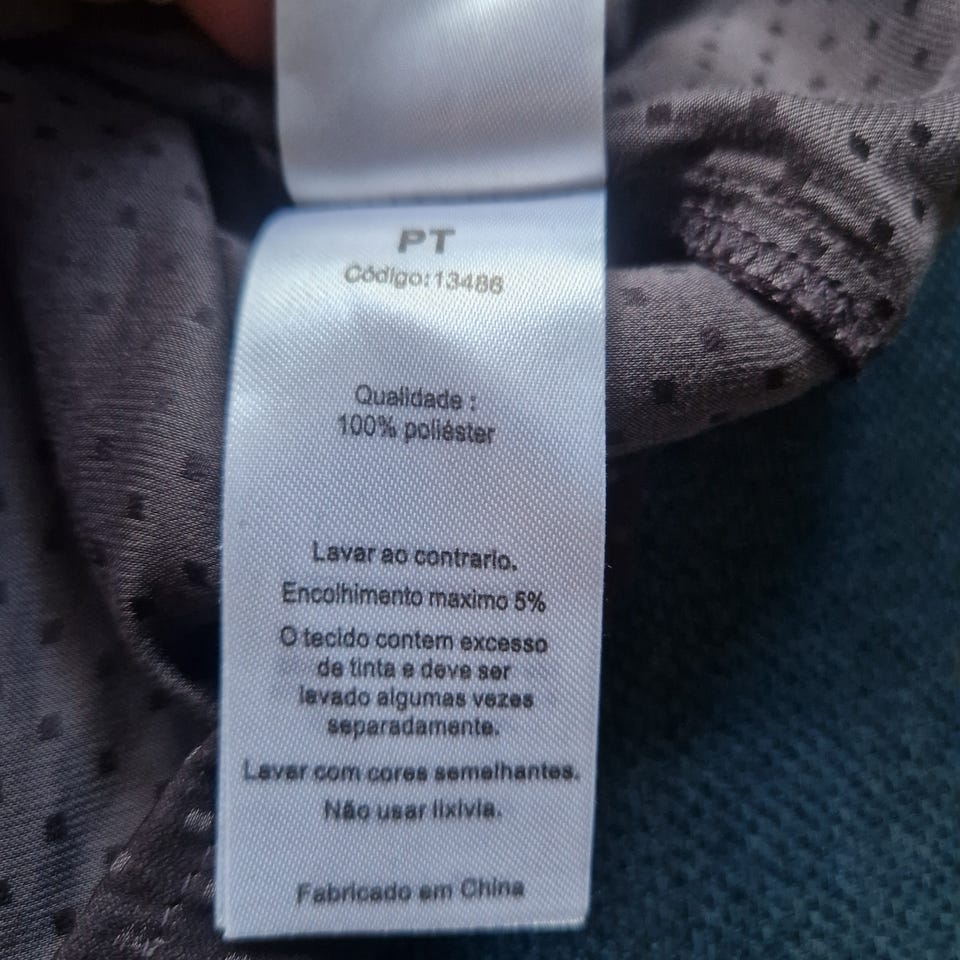 PT
Código:13486
Qualidade :
100% poliéster
Lavar ao contrario.
Encolhimento maximo 5%
O tecido contem excesso
de tinta e deve ser
lavado algumas vezes
separadamente.
Lavar com cores semelhantes.
Não usar lixivia.
Fabricado em China